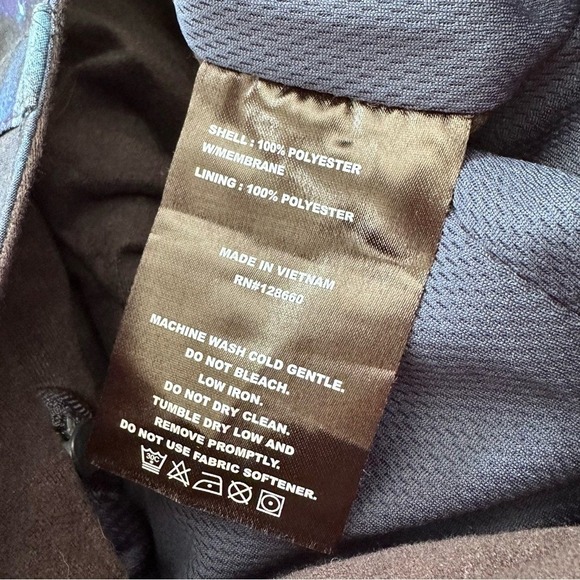 SHELL : 100% POLYESTER
W/MEMBRANE
LINING : 100% POLYESTER
MADE IN VIETNAM
RN#128660
MACHINE WASH COLD GENTLE.
DO NOT BLEACH.
LOW IRON.
DO NOT DRY CLEAN.
TUMBLE DRY LOW AND
REMOVE PROMPTLY.
DO NOT USE FABRIC SOFTENER.
30C